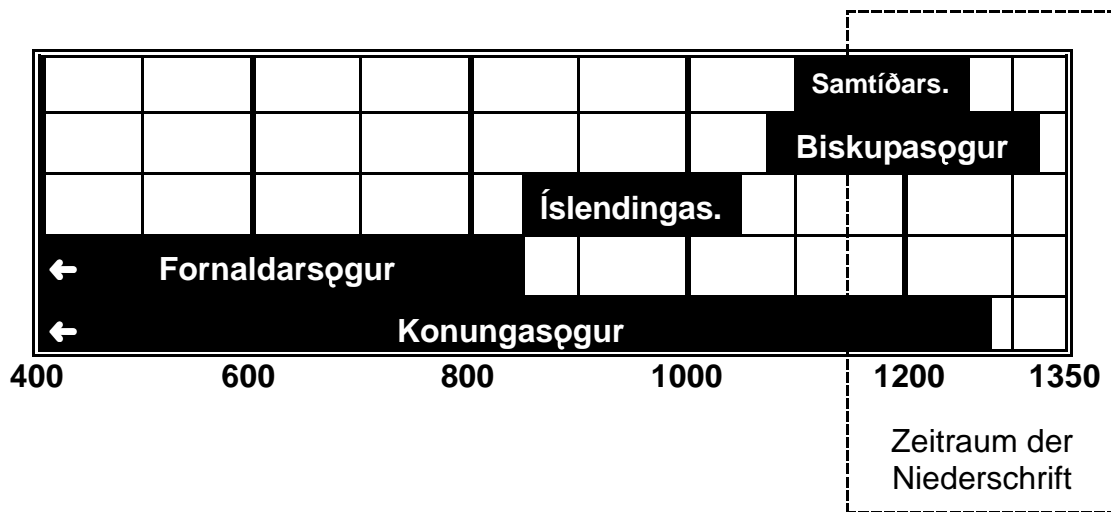 Samtíðars.
Biskupasǫgur
Íslendingas.
← Fornaldarsǫgur
← Konungasǫgur
400 600 800 1000 1200 1350
Zeitraum der
Niederschrift